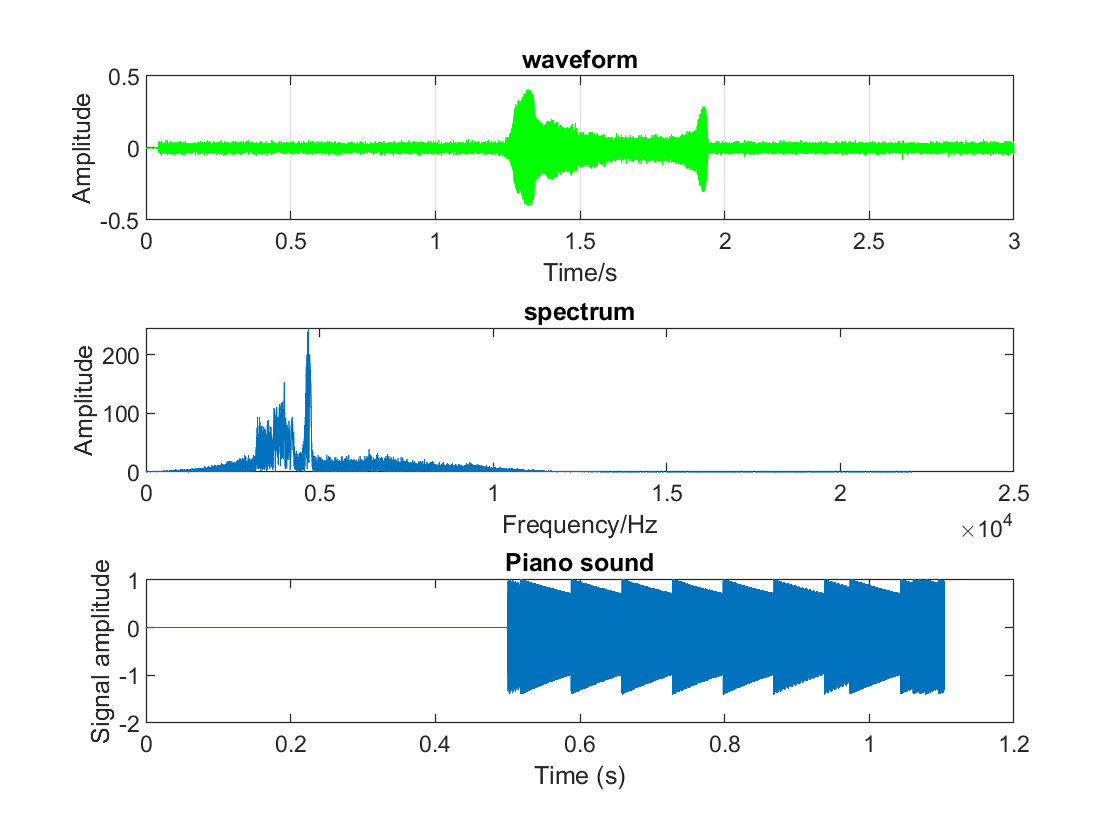 waveform
0.5
0
-0.5
Amplitude
0 0.5 1 1.5 2 2.5 3
Time/s
spectrum
200
100
0
Amplitude
0 0.5 1 1.5 2 2.5
×10⁴
Frequency/Hz
Piano sound
1
0
-1
-2
Signal amplitude
0 0.2 0.4 0.6 0.8 1 1.2
Time (s)